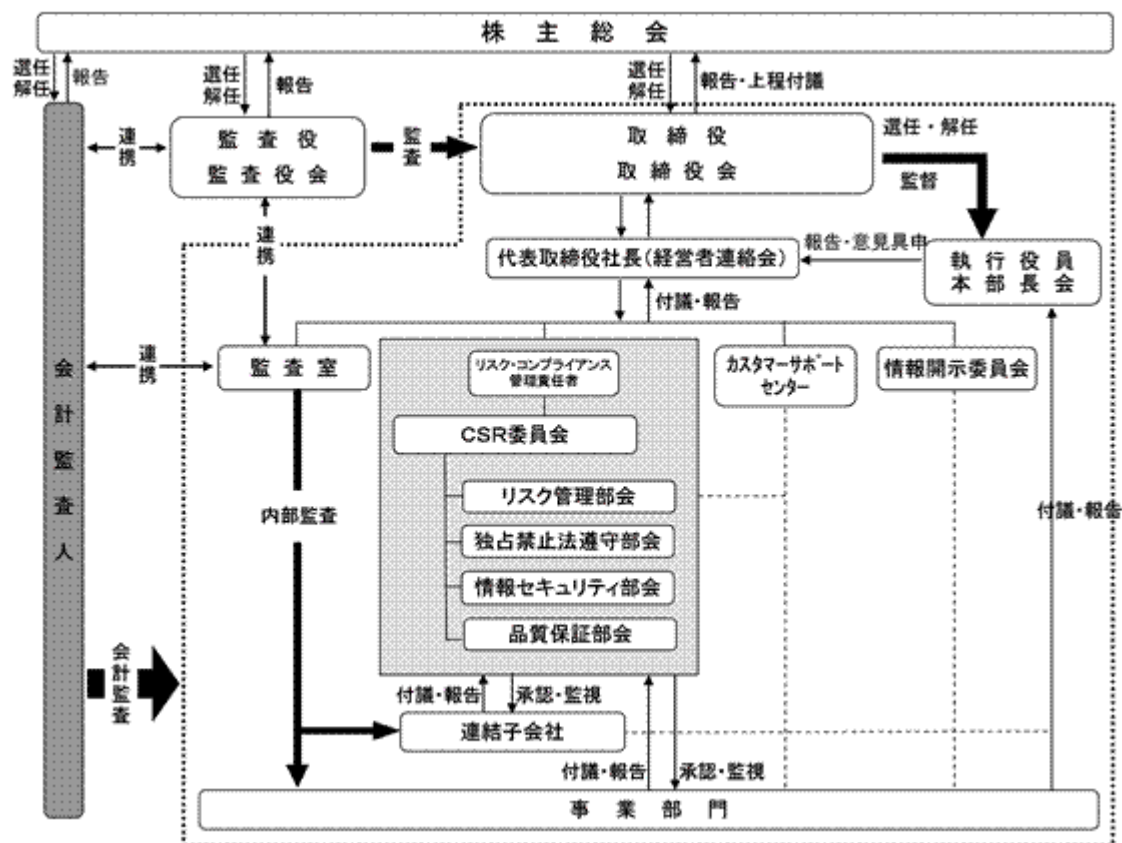 株主総会
選任
解任
報告
選任
解任
報告
選任
解任
報告・上程付議
連携
監査役
監査役会
監査
取締役
取締役会
選任・解任
監督
連携
代表取締役社長(経営者連絡会)
報告・意見具申
執行役員
本部長会
付議・報告
連携
監査室
リスク・コンプライアンス
管理責任者
カスタマーサポート
センター
情報開示委員会
会計監査人
CSR委員会
リスク管理部会
内部監査
付議・報告
独占禁止法遵守部会
情報セキュリティ部会
品質保証部会
会計監査
付議・報告
承認・監視
連結子会社
付議・報告
承認・監視
事業部門